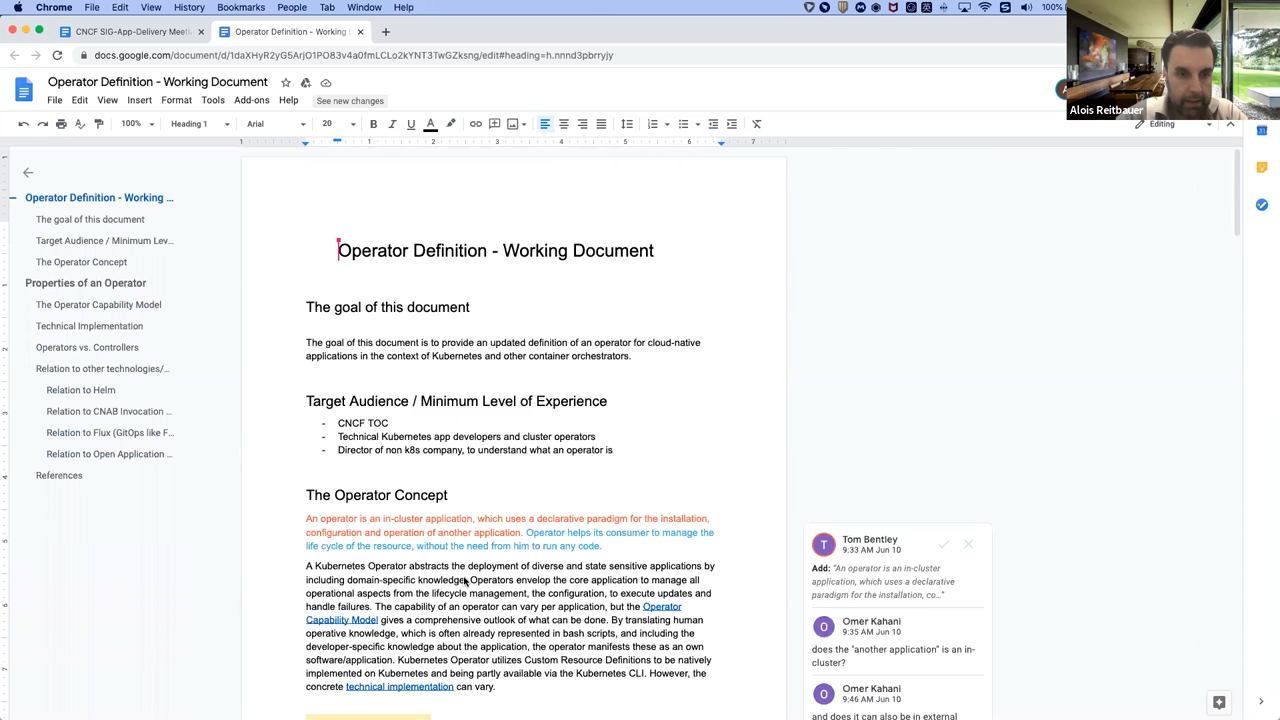 Chrome File Edit View History Bookmarks People Tab Window Help 100%
CNCF SIG-App-Delivery Meeti
Operator Definition - Working
docs.google.com/document/d/1daXHyR2yG5ArjO1PO83v4a0fmLCLo2kYNT3TwGZksng/edit#heading=h.nnnd3pbrryjy
Operator Definition - Working Document
File Edit View Insert Format Tools Add-ons Help See new changes
Alois Reitbauer
100% Heading 1 Arial 20 B I U A Editing
1 1 2 3 4 5 6 7
Operator Definition - Working ...
The goal of this document
Target Audience / Minimum Lev...
The Operator Concept
Properties of an Operator
The Operator Capability Model
Technical Implementation
Operators vs. Controllers
Relation to other technologies/...
Relation to Helm
Relation to CNAB Invocation ...
Relation to Flux (GitOps like F...
Relation to Open Application ...
References
Operator Definition - Working Document
The goal of this document
The goal of this document is to provide an updated definition of an operator for cloud-native
applications in the context of Kubernetes and other container orchestrators.
Target Audience / Minimum Level of Experience
- CNCF TOC
- Technical Kubernetes app developers and cluster operators
- Director of non k8s company, to understand what an operator is
The Operator Concept
An operator is an in-cluster application, which uses a declarative paradigm for the installation,
configuration and operation of another application. Operator helps its consumer to manage the
life cycle of the resource, without the need from him to run any code.
A Kubernetes Operator abstracts the deployment of diverse and state sensitive applications by
including domain-specific knowledge. Operators envelop the core application to manage all
operational aspects from the lifecycle management, the configuration, to execute updates and
handle failures. The capability of an operator can vary per application, but the Operator
Capability Model gives a comprehensive outlook of what can be done. By translating human
operative knowledge, which is often already represented in bash scripts, and including the
developer-specific knowledge about the application, the operator manifests these as an own
software/application. Kubernetes Operator utilizes Custom Resource Definitions to be natively
implemented on Kubernetes and being partly available via the Kubernetes CLI. However, the
concrete technical implementation can vary.
T Tom Bentley
9:33 AM Jun 10
Add: "An operator is an in-cluster
application, which uses a declarative
paradigm for the installation, co..."
O Omer Kahani
9:35 AM Jun 10
does the "another application" is an in-
cluster?
O Omer Kahani
9:46 AM Jun 10
and does it can also be in external